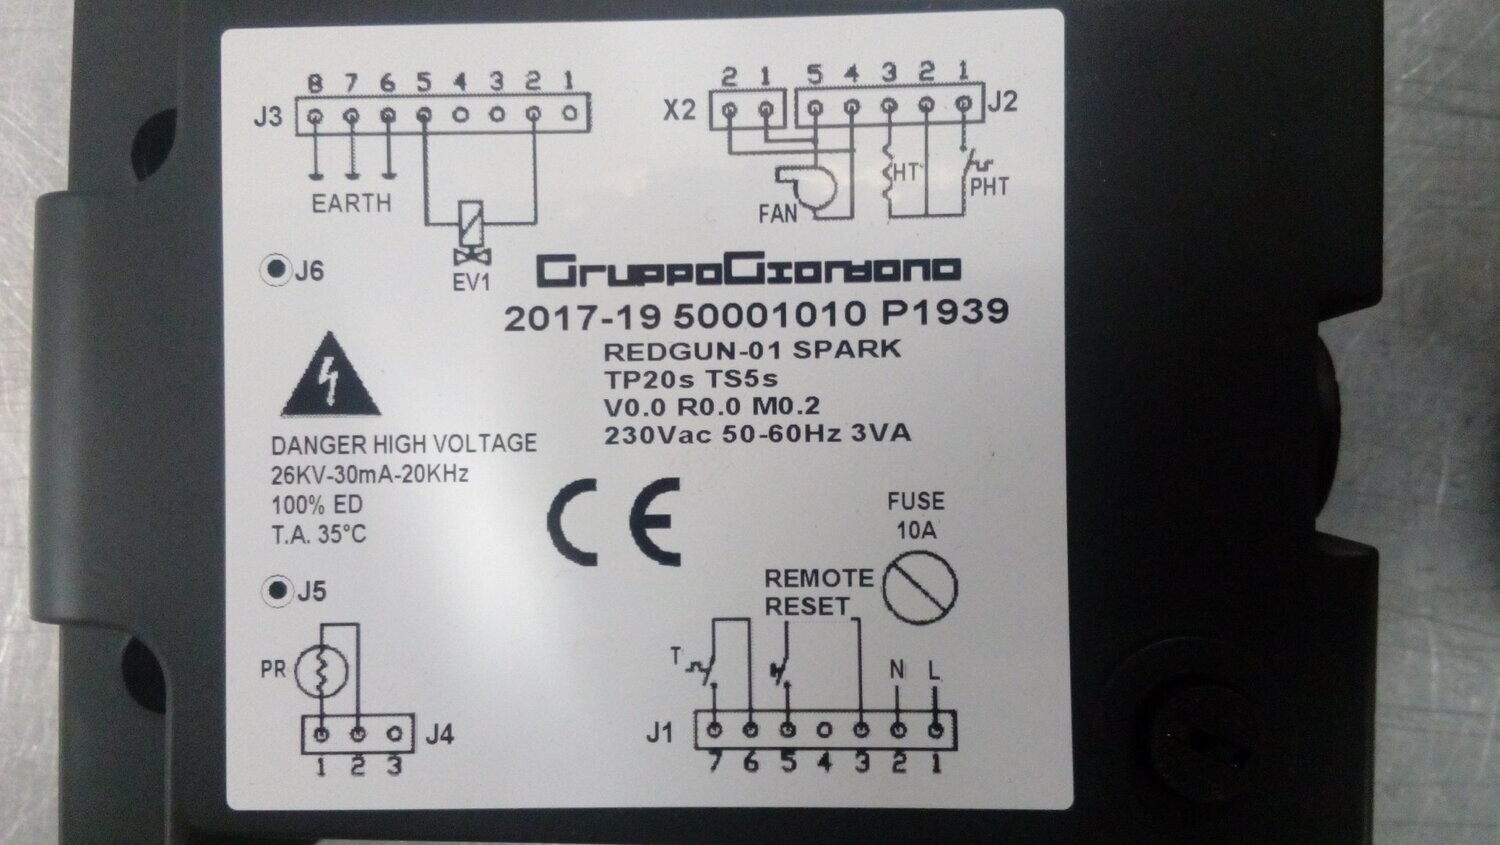 8 7 6 5 4 3 2 1
J3
EARTH
EV1
2 1 5 4 3 2 1
X2
J2
HT
PHT
FAN
J6
GruppoGiordano
2017-19 50001010 P1939
REDGUN-01 SPARK
TP20s TS5s
V0.0 R0.0 M0.2
230Vac 50-60Hz 3VA
DANGER HIGH VOLTAGE
26KV-30mA-20KHz
100% ED
T.A. 35°C
CE
FUSE
10A
J5
REMOTE
RESET
PR
J4
1 2 3
T
N L
J1
7 6 5 4 3 2 1